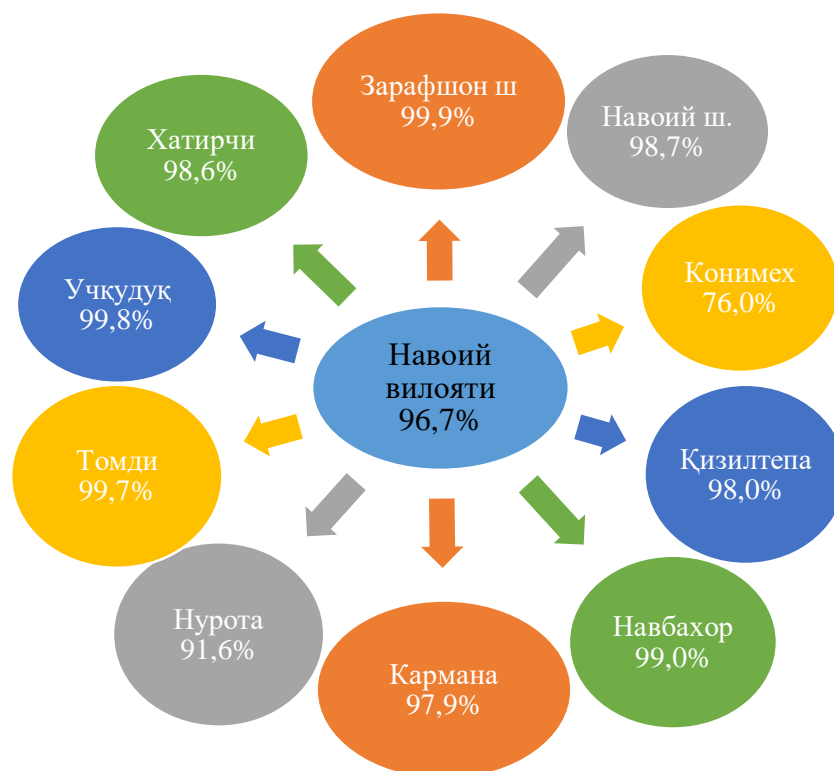 Зарафшон ш
99,9%
Навоий ш.
98,7%
Конимех
76,0%
Қизилтепа
98,0%
Навбахор
99,0%
Кармана
97,9%
Нурота
91,6%
Томди
99,7%
Учқудуқ
99,8%
Хатирчи
98,6%
Навоий
вилояти
96,7%